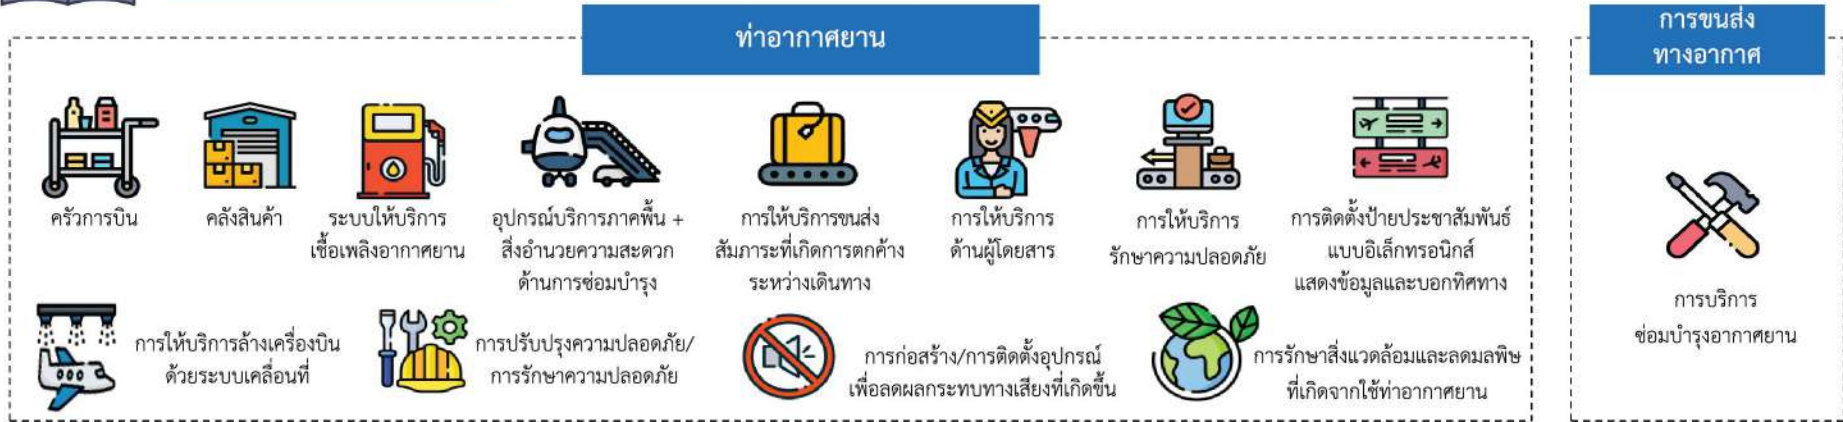 ท่าอากาศยาน
การขนส่ง
ทางอากาศ
ครัวการบิน
คลังสินค้า
ระบบให้บริการ
เชื้อเพลิงอากาศยาน
อุปกรณ์บริการภาคพื้น +
สิ่งอำนวยความสะดวก
ด้านการซ่อมบำรุง
การให้บริการขนส่ง
สัมภาระที่เกิดการตกค้าง
ระหว่างเดินทาง
การให้บริการ
ด้านผู้โดยสาร
การให้บริการ
รักษาความปลอดภัย
การติดตั้งป้ายประชาสัมพันธ์
แบบอิเล็กทรอนิกส์
แสดงข้อมูลและบอกทิศทาง
การให้บริการล้างเครื่องบิน
ด้วยระบบเคลื่อนที่
การปรับปรุงความปลอดภัย/
การรักษาความปลอดภัย
การก่อสร้าง/การติดตั้งอุปกรณ์
เพื่อลดผลกระทบทางเสียงที่เกิดขึ้น
การรักษาสิ่งแวดล้อมและลดมลพิษ
ที่เกิดจากใช้ท่าอากาศยาน
การบริการ
ซ่อมบำรุงอากาศยาน